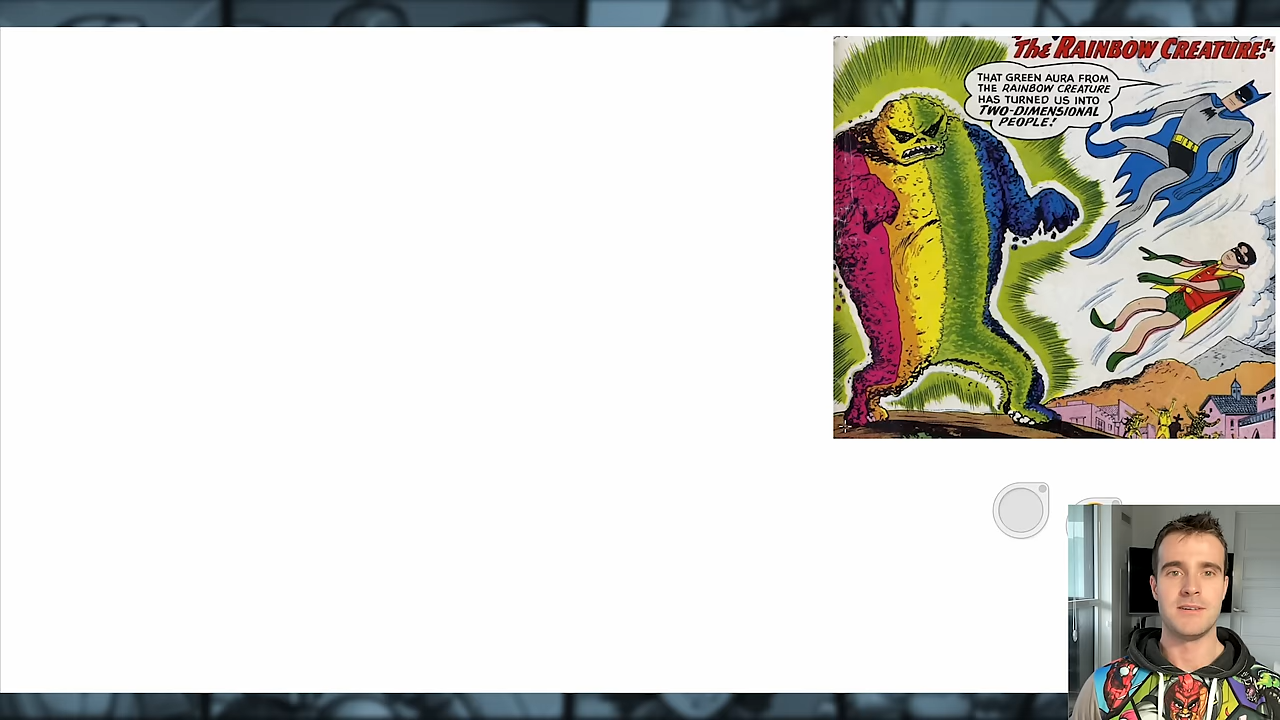 The RAINBOW CREATURE!"
THAT GREEN AURA FROM
THE RAINBOW CREATURE
HAS TURNED US INTO
TWO-DIMENSIONAL
PEOPLE!